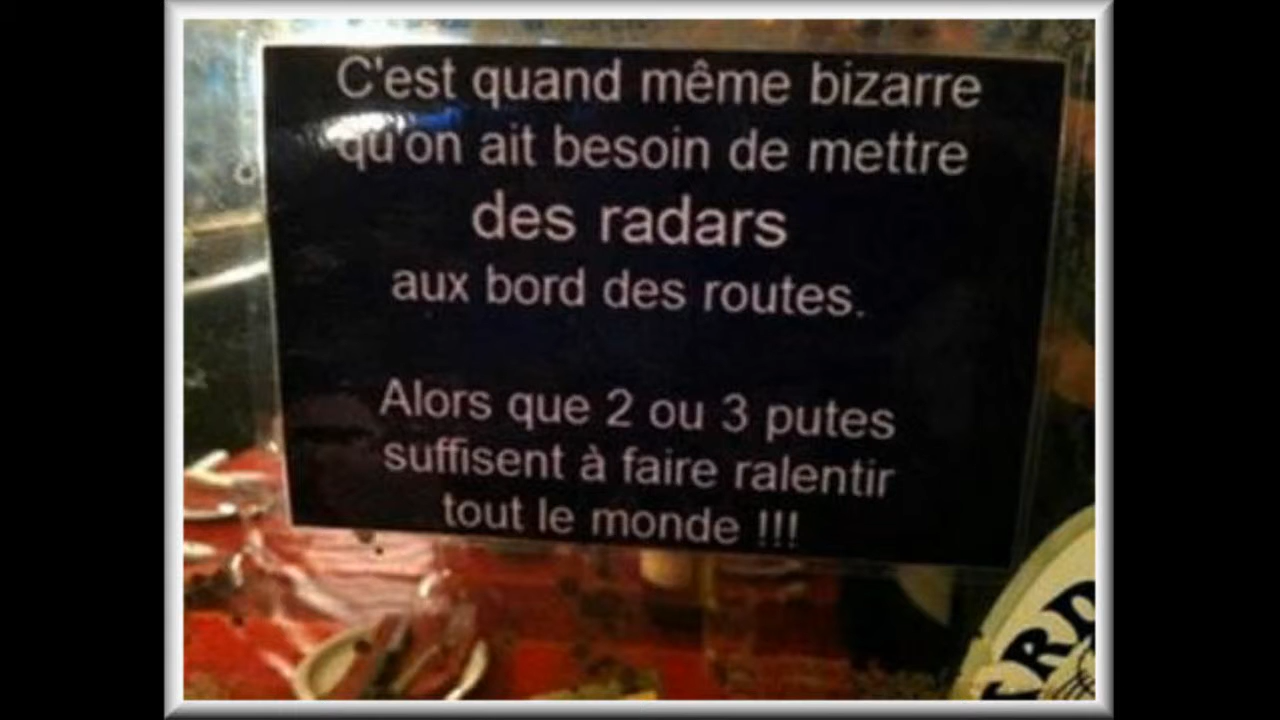 C'est quand même bizarre
qu'on ait besoin de mettre
des radars
aux bord des routes.
Alors que 2 ou 3 putes
suffisent à faire ralentir
tout le monde !!!